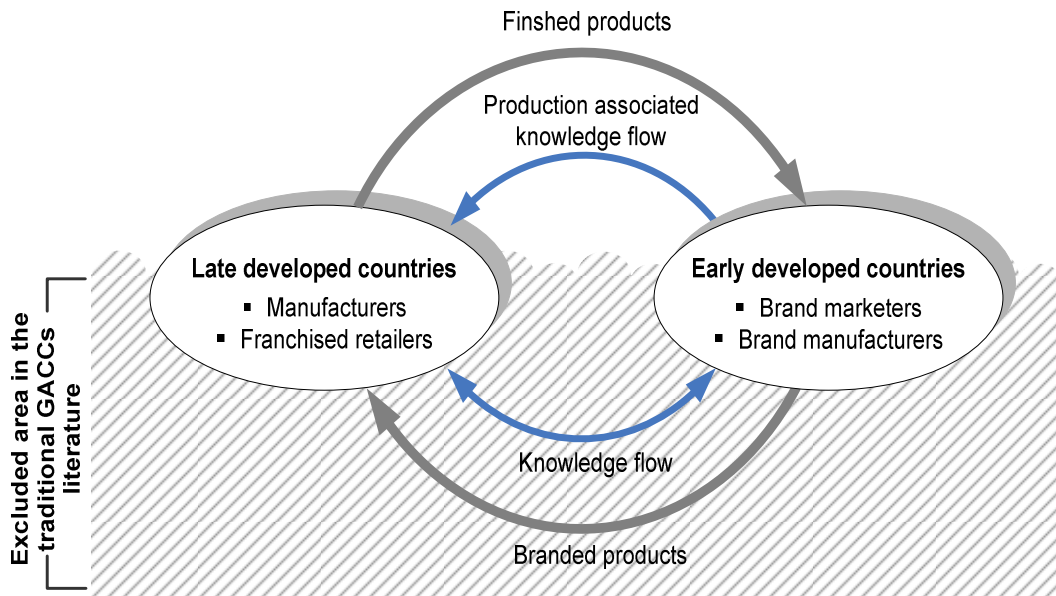 Finshed products
Production associated
knowledge flow
Late developed countries
▪ Manufacturers
▪ Franchised retailers
Early developed countries
▪ Brand marketers
▪ Brand manufacturers
Excluded area in the
traditional GACCs
literature
Knowledge flow
Branded products